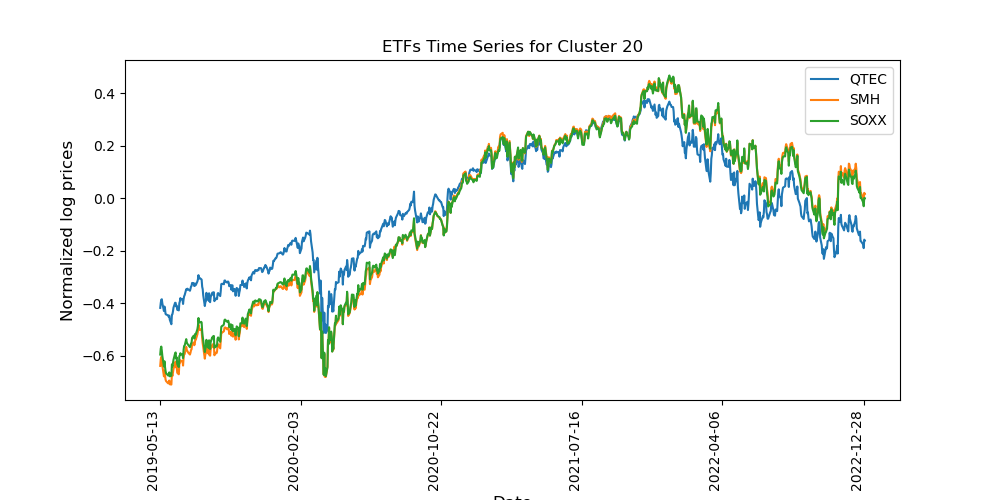 ETFs Time Series for Cluster 20
QTEC
SMH
SOXX
Normalized log prices
0.4
0.2
0.0
−0.2
−0.4
−0.6
2019-05-13
2020-02-03
2020-10-22
2021-07-16
2022-04-06
2022-12-28
Date